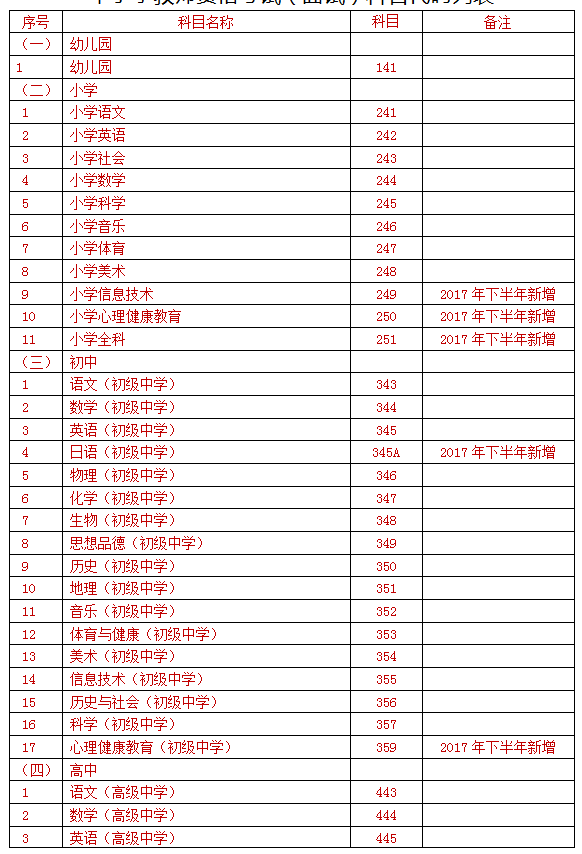 序号 科目名称 科目 备注
（一） 幼儿园
1 幼儿园 141
（二） 小学
1 小学语文 241
2 小学英语 242
3 小学社会 243
4 小学数学 244
5 小学科学 245
6 小学音乐 246
7 小学体育 247
8 小学美术 248
9 小学信息技术 249 2017年下半年新增
10 小学心理健康教育 250 2017年下半年新增
11 小学全科 251 2017年下半年新增
（三） 初中
1 语文（初级中学） 343
2 数学（初级中学） 344
3 英语（初级中学） 345
4 日语（初级中学） 345A 2017年下半年新增
5 物理（初级中学） 346
6 化学（初级中学） 347
7 生物（初级中学） 348
8 思想品德（初级中学） 349
9 历史（初级中学） 350
10 地理（初级中学） 351
11 音乐（初级中学） 352
12 体育与健康（初级中学） 353
13 美术（初级中学） 354
14 信息技术（初级中学） 355
15 历史与社会（初级中学） 356
16 科学（初级中学） 357
17 心理健康教育（初级中学） 359 2017年下半年新增
（四） 高中
1 语文（高级中学） 443
2 数学（高级中学） 444
3 英语（高级中学） 445